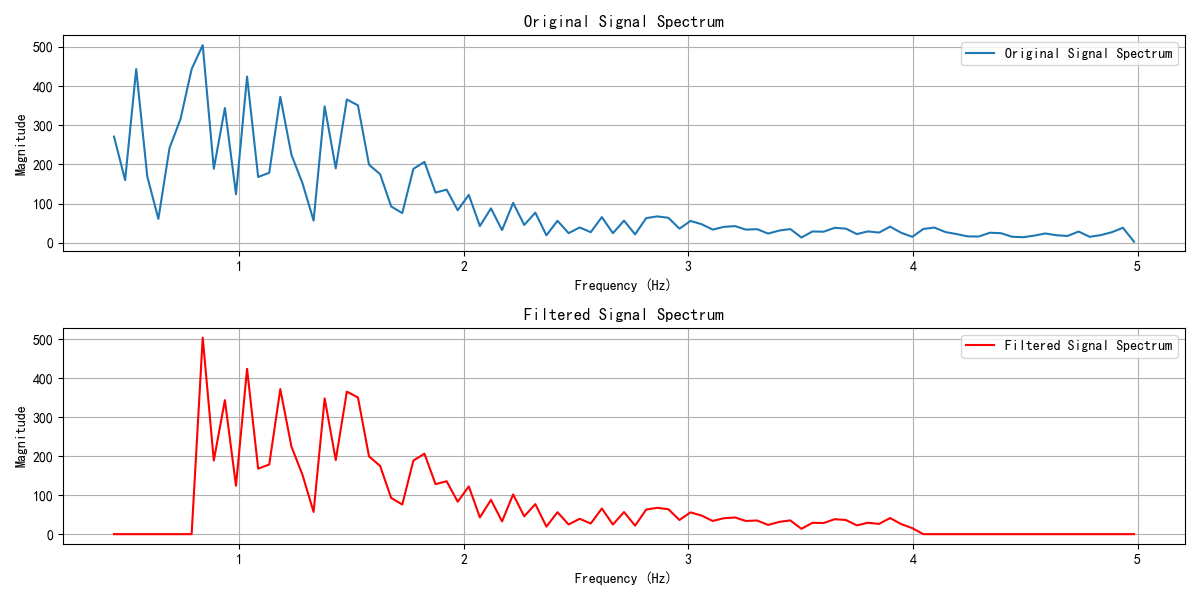 Original Signal Spectrum
500
400
300
200
100
0
Magnitude
Original Signal Spectrum
1
2
3
4
5
Frequency (Hz)
Filtered Signal Spectrum
500
400
300
200
100
0
Magnitude
Filtered Signal Spectrum
1
2
3
4
5
Frequency (Hz)